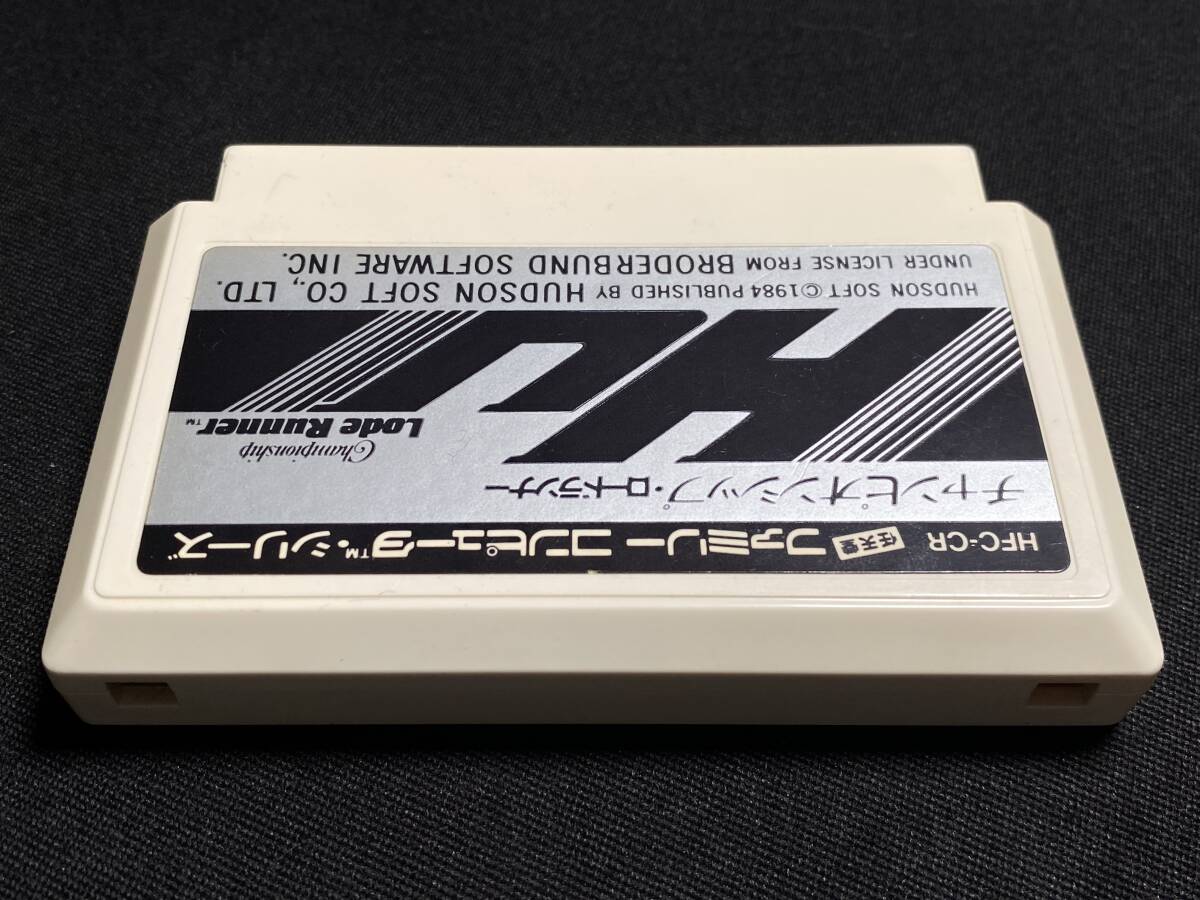 HFC-CR 任天堂 ファミリー コンピュータ™・シリーズ
チャンピオンシップ・ロードランナー
Championship
Lode Runner™
HUDSON SOFT ©1984 PUBLISHED BY HUDSON SOFT CO., LTD.
UNDER LICENSE FROM BRODERBUND SOFTWARE INC.